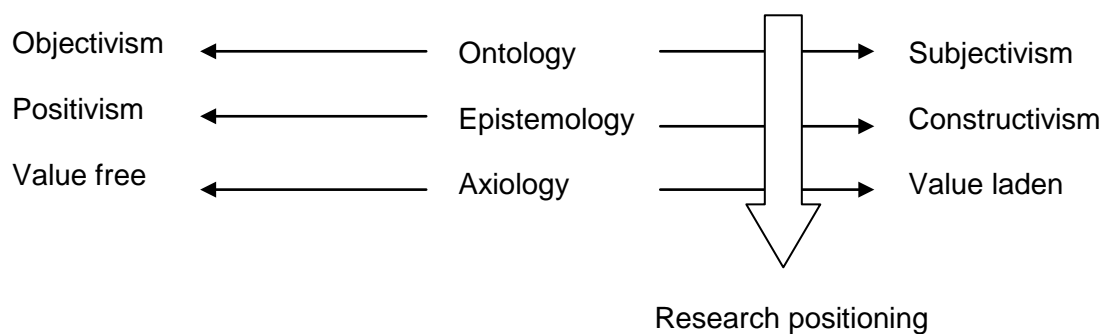 Objectivism Ontology Subjectivism
Positivism Epistemology Constructivism
Value free Axiology Value laden
Research positioning